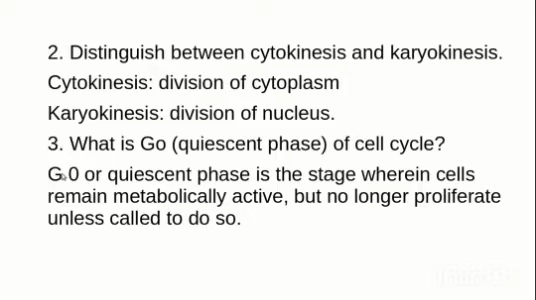 2. Distinguish between cytokinesis and karyokinesis.
Cytokinesis: division of cytoplasm
Karyokinesis: division of nucleus.
3. What is Go (quiescent phase) of cell cycle?
G 0 or quiescent phase is the stage wherein cells
remain metabolically active, but no longer proliferate
unless called to do so.